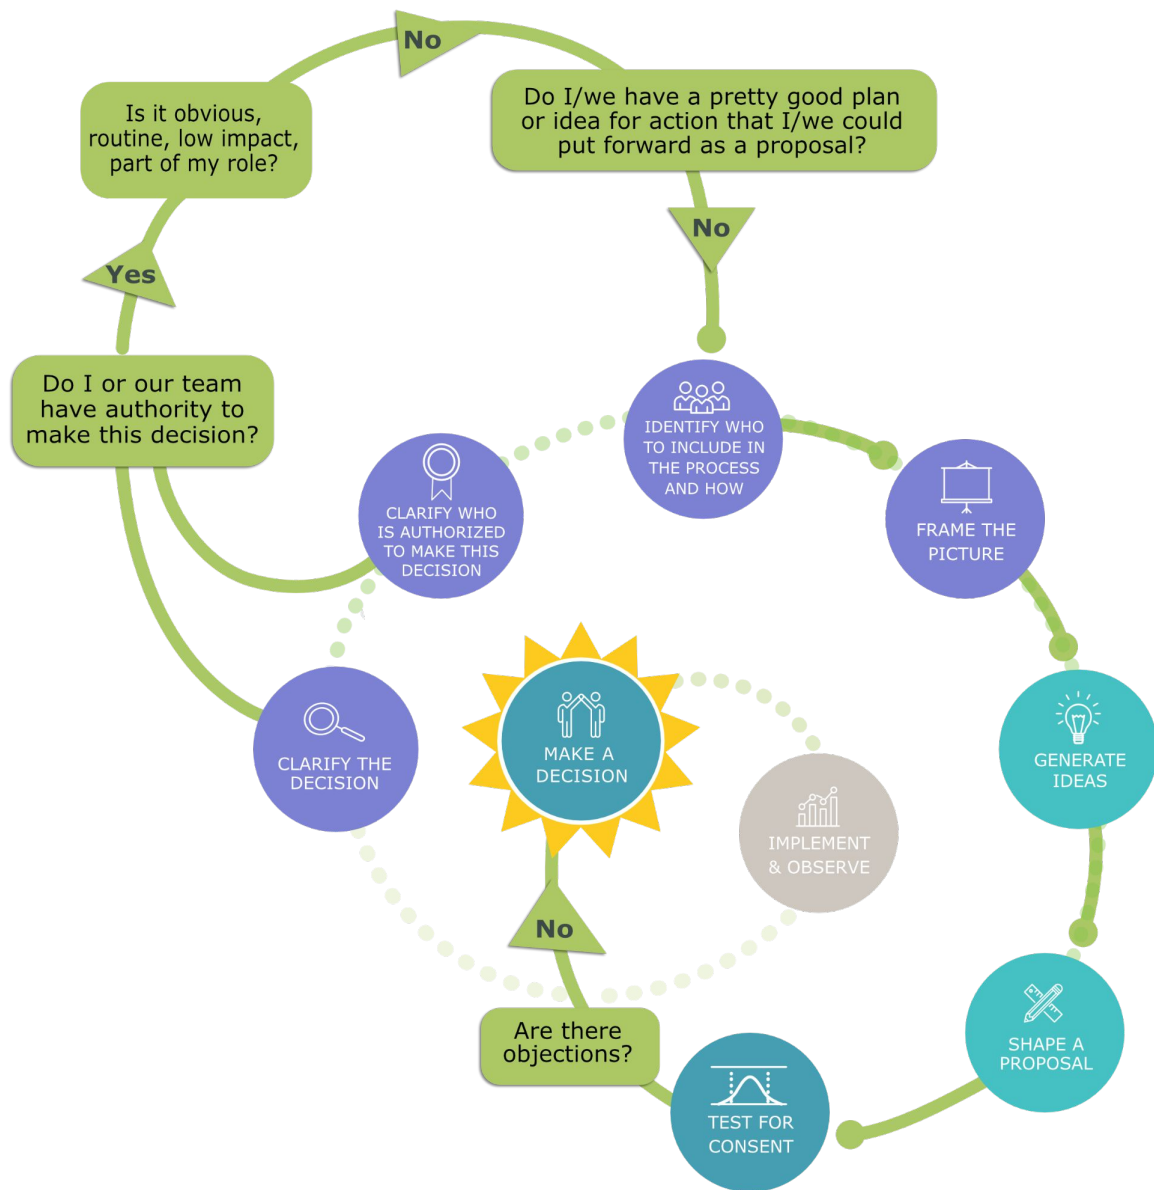 No
Is it obvious,
routine, low impact,
part of my role?
Do I/we have a pretty good plan
or idea for action that I/we could
put forward as a proposal?
No
Yes
Do I or our team
have authority to
make this decision?
IDENTIFY WHO
TO INCLUDE IN
THE PROCESS
AND HOW
CLARIFY WHO
IS AUTHORIZED
TO MAKE THIS
DECISION
FRAME THE
PICTURE
CLARIFY THE
DECISION
MAKE A
DECISION
GENERATE
IDEAS
IMPLEMENT
& OBSERVE
No
Are there
objections?
SHAPE A
PROPOSAL
TEST FOR
CONSENT